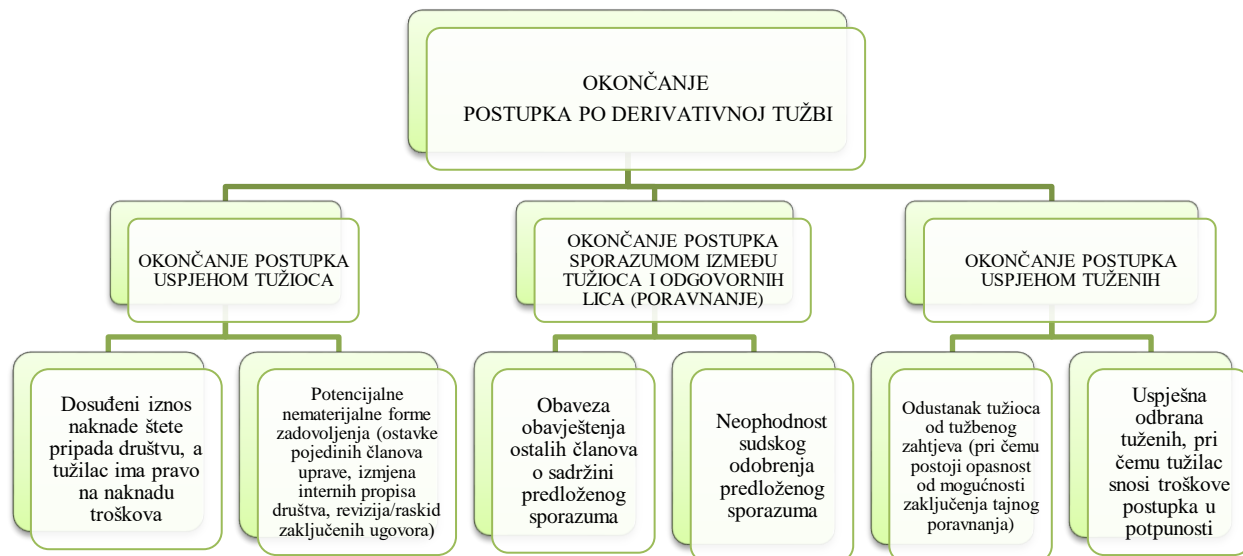 OKONČANJE
POSTUPKA PO DERIVATIVNOJ TUŽBI
OKONČANJE POSTUPKA
USPJEHOM TUŽIOCA
OKONČANJE POSTUPKA
SPORAZUMOM IZMEĐU
TUŽIOCA I ODGOVORNIH
LICA (PORAVNANJE)
OKONČANJE POSTUPKA
USPJEHOM TUŽENIH
Dosuđeni iznos
naknade štete
pripada društvu, a
tužilac ima pravo
na naknadu
troškova
Potencijalne
nematerijalne forme
zadovoljenja (ostavke
pojedinih članova
uprave, izmjena
internih propisa
društva, revizija/raskid
zaključenih ugovora)
Obaveza
obavještenja
ostalih članova
o sadržini
predloženog
sporazuma
Neophodnost
sudskog
odobrenja
predloženog
sporazuma
Odustanak tužioca
od tužbenog
zahtjeva (pri čemu
postoji opasnost
od mogućnosti
zaključenja tajnog
poravnanja)
Uspješna
odbrana
tuženih, pri
čemu tužilac
snosi troškove
postupka u
potpunosti